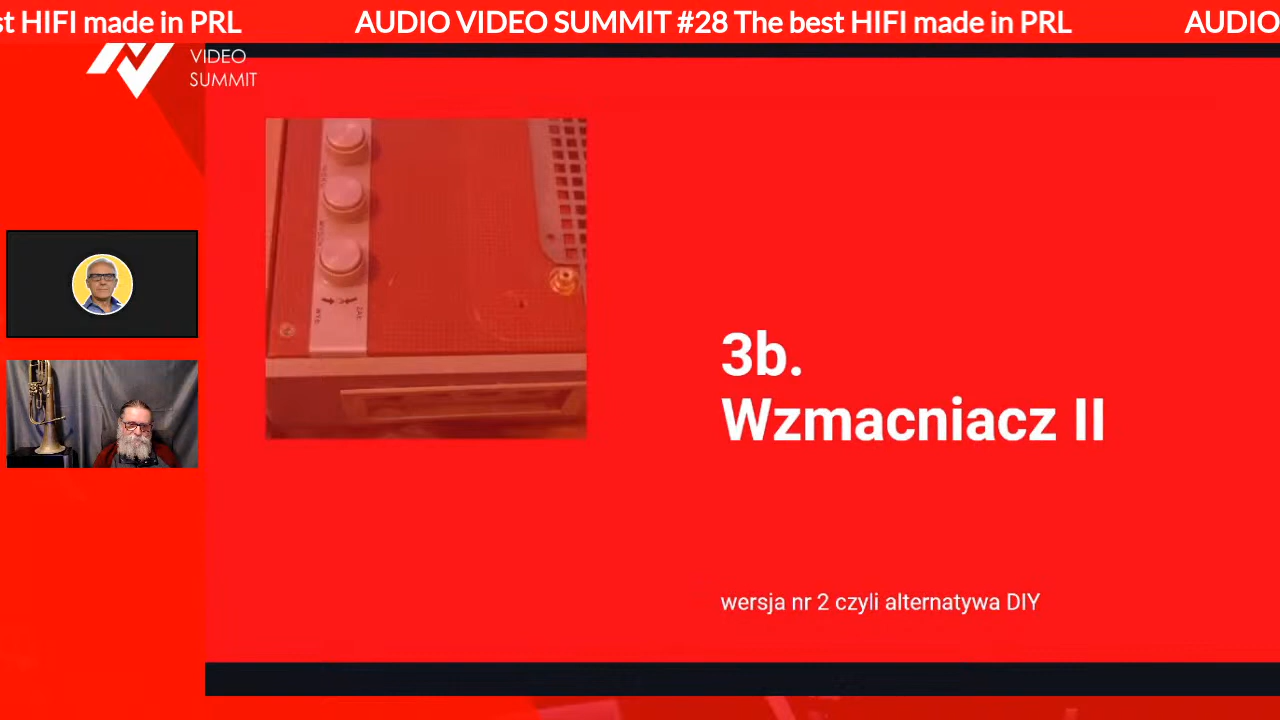 st HIFI made in PRL
AUDIO VIDEO SUMMIT #28 The best HIFI made in PRL
AUDIO
VIDEO
SUMMIT
3b.
Wzmacniacz II
wersja nr 2 czyli alternatywa DIY